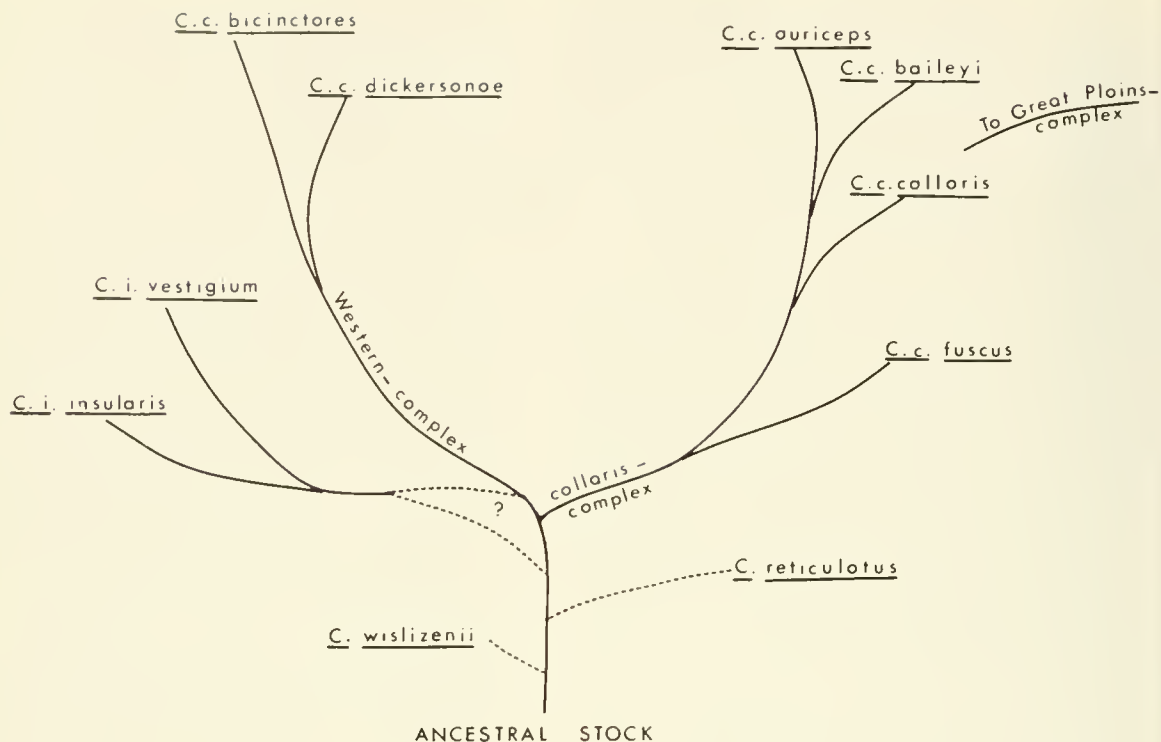 C.c. bicinctores
C.c. dickersonae
C.c. auriceps
C.c. baileyi
To Great Plains-
complex
C.c. collaris
C.i. vestigium
Western-complex
C.c. fuscus
C.i. insularis
collaris-
complex
?
C. reticulatus
C. wislizenii
ANCESTRAL STOCK